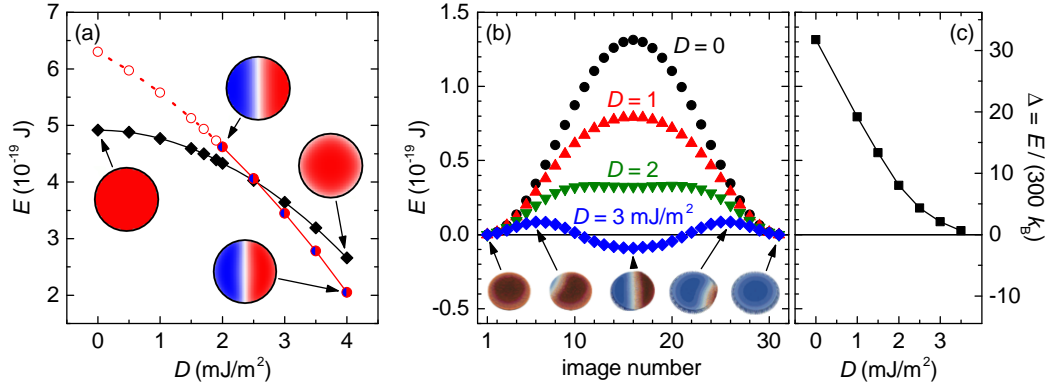 (a)
7
6
5
4
3
2
1
0
E (10⁻¹⁹ J)
0 1 2 3 4
D (mJ/m²)
(b)
1.5
1.0
0.5
0.0
-0.5
E (10⁻¹⁹ J)
D = 0
D = 1
D = 2
D = 3 mJ/m²
1 10 20 30
image number
(c)
30
20
10
0
-10
Δ = E / (300 k_B)
0 1 2 3
D (mJ/m²)